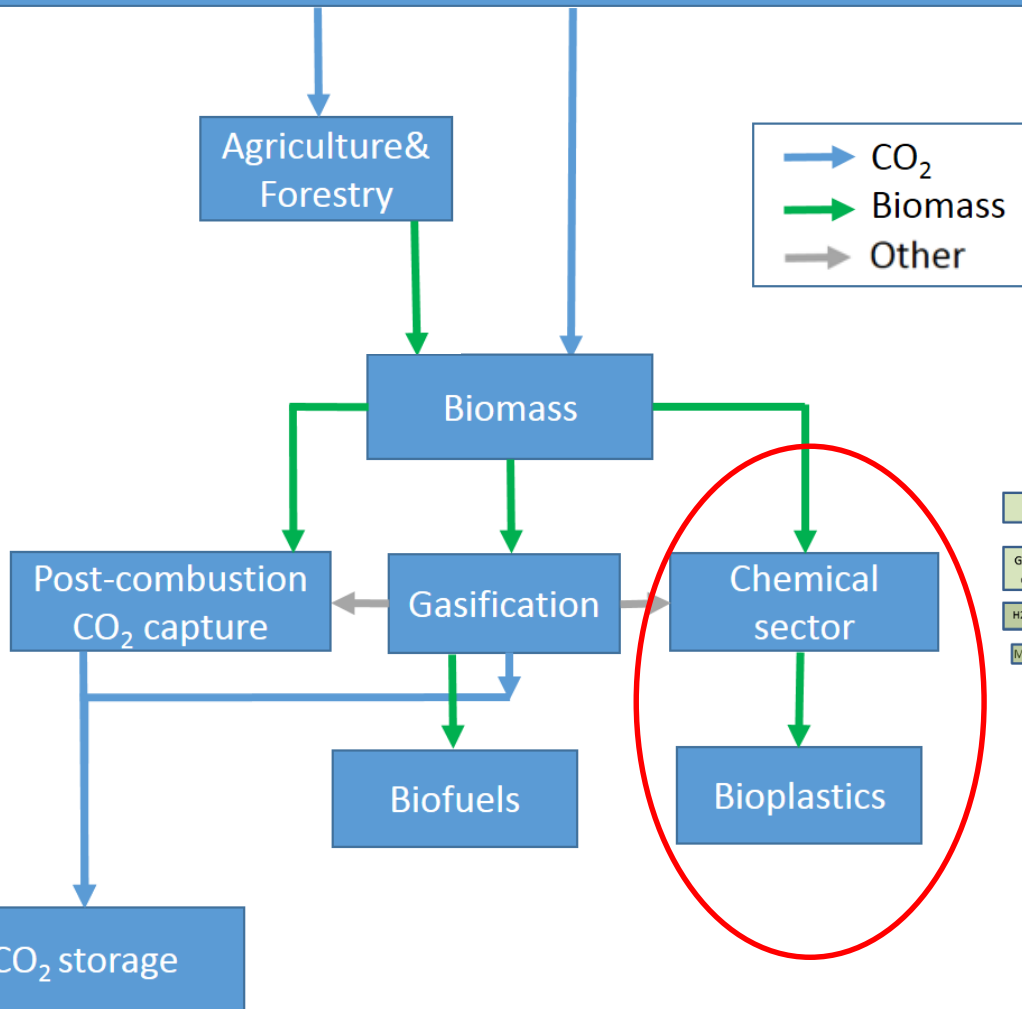 Agriculture&
Forestry
CO₂
Biomass
Other
Biomass
Post-combustion
CO₂ capture
Gasification
Chemical
sector
Biofuels
Bioplastics
CO₂ storage